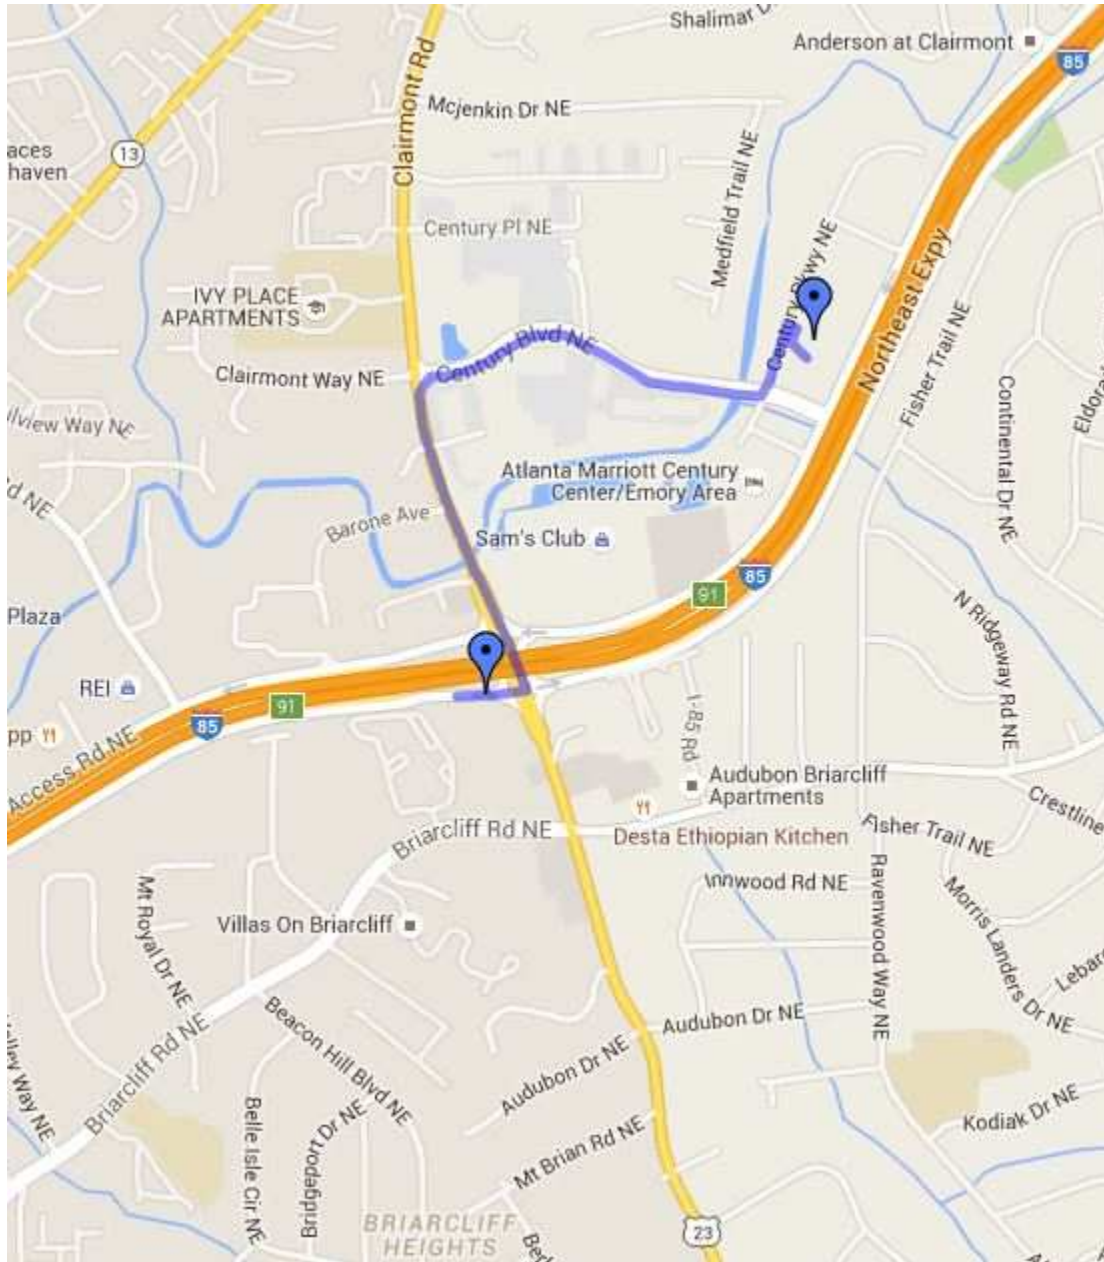 Shalimar D
Anderson at Clairmont
85
Clairmont Rd
Mcjenkin Dr NE
13
aces
haven
Medfield Trail NE
Century Pl NE
Century Pkwy NE
Northeast Expy
IVY PLACE
APARTMENTS
Century Blvd NE
Fisher Trail NE
Clairmont Way NE
Continental Dr NE
Eldorad
ilview Way NE
Atlanta Marriott Century
Center/Emory Area
d NE
Barone Ave
Sam's Club
85
91
Plaza
N Ridgeway Rd NE
REI
91
85
I-85 Rd
pp
Access Rd NE
Audubon Briarcliff
Apartments
Crestline
Briarcliff Rd NE
Desta Ethiopian Kitchen
Fisher Trail NE
nnwood Rd NE
Ravenwood Way NE
Mt Royal Dr NE
Villas On Briarcliff
Morris Landers Dr NE
Lebar
Audubon Dr NE
Beacon Hill Blvd NE
Briarcliff Rd NE
Audubon Dr NE
alley Way NE
Belle Isle Cir NE
Bridgeport Dr NE
Kodiak Dr NE
Mt Brian Rd NE
BRIARCLIFF
HEIGHTS
23